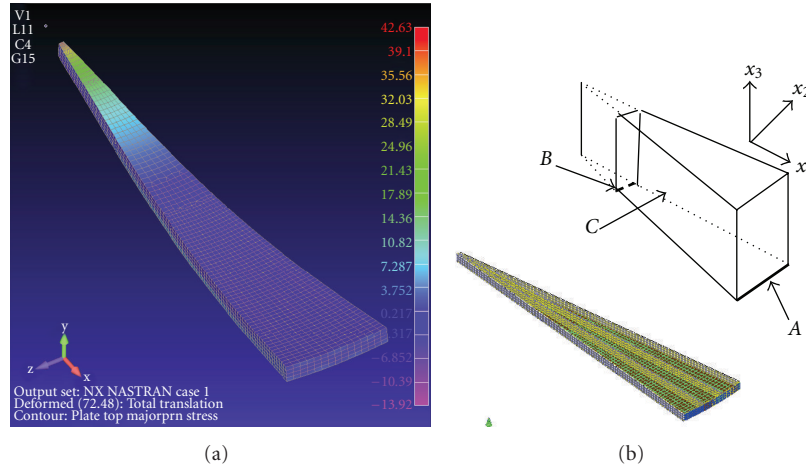 V1
L11
C4
G15
42.63
39.1
35.56
32.03
28.49
24.96
21.43
17.89
14.36
10.82
7.287
3.752
0.217
.317
−6.852
−10.39
−13.92
y
z
x
Output set: NX NASTRAN case 1
Deformed (72.48): Total translation
Contour: Plate top majorprn stress
(a)
x3
x2
x
B
C
A
(b)